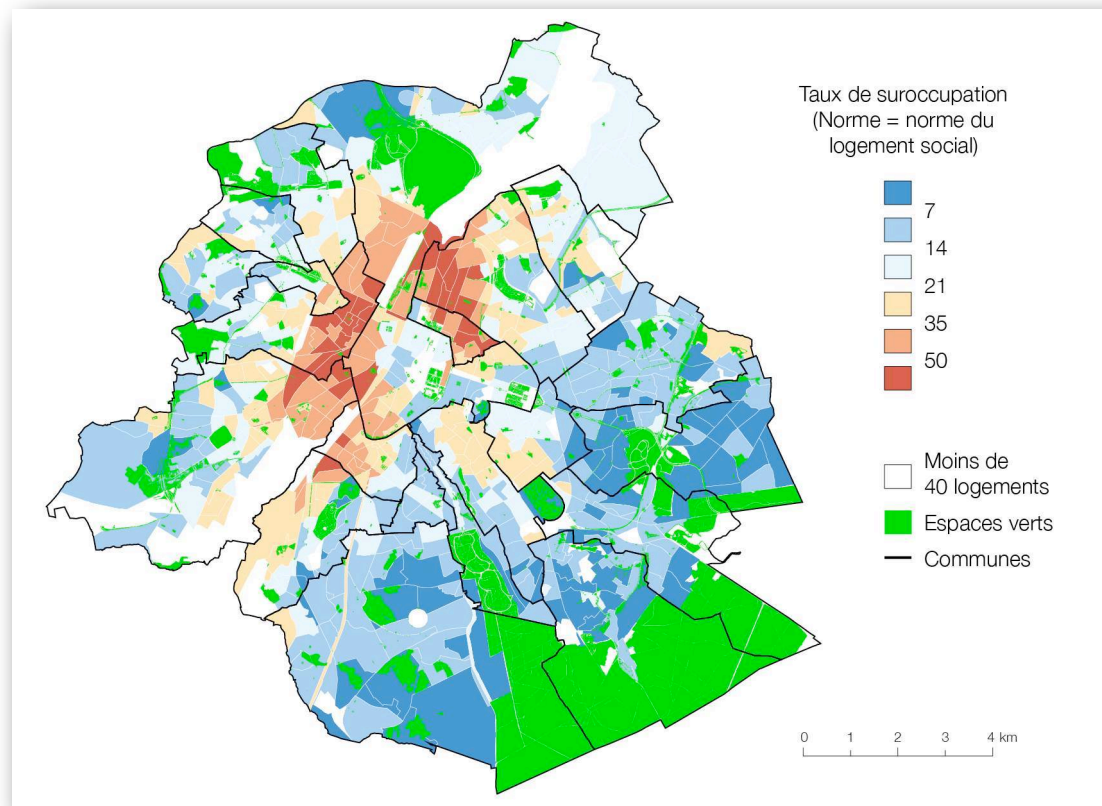 Taux de suroccupation
(Norme = norme du
logement social)
7
14
21
35
50
Moins de
40 logements
Espaces verts
Communes
0 1 2 3 4 km